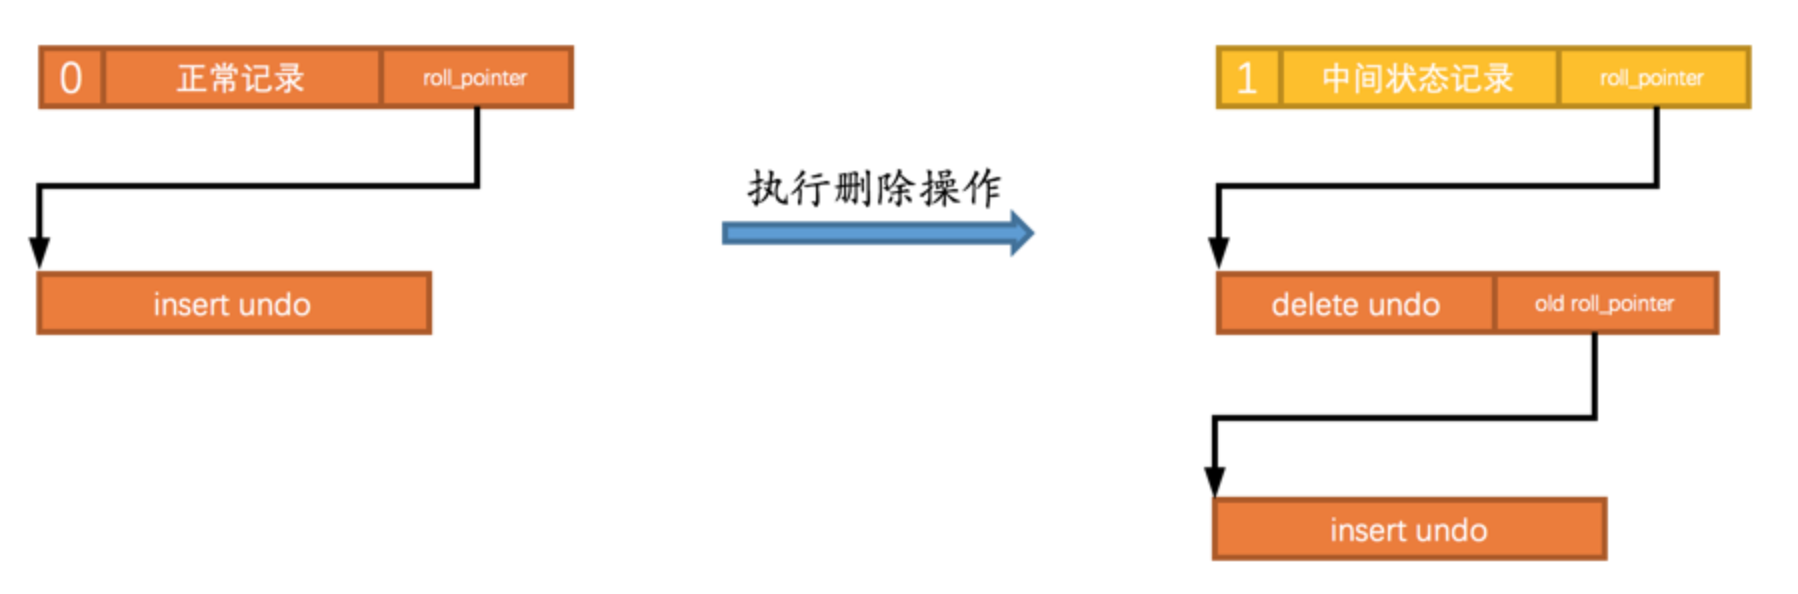 0 正常记录 roll_pointer
insert undo
执行删除操作
1 中间状态记录 roll_pointer
delete undo old roll_pointer
insert undo